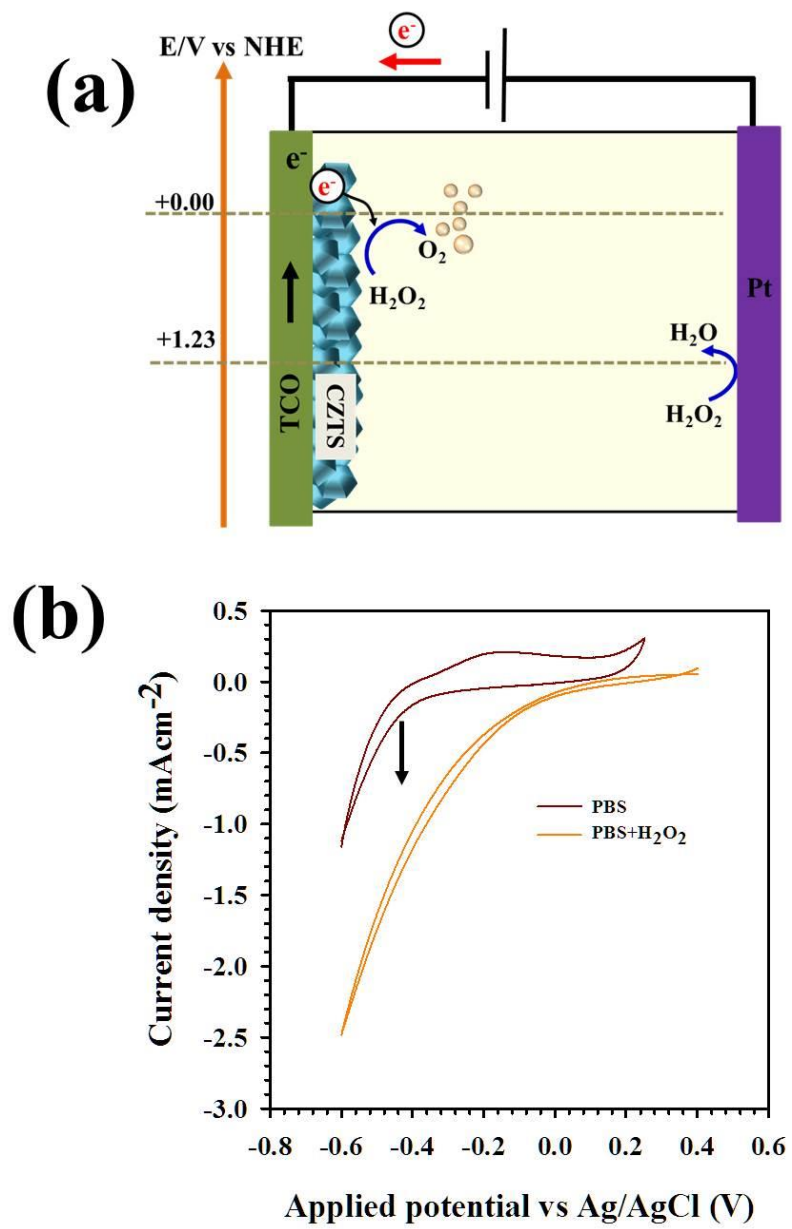 (a)
E/V vs NHE
e-
e-
e-
+0.00
O2
H2O2
Pt
+1.23
H2O
H2O2
TCO
CZTS
(b)
0.5
0.0
-0.5
-1.0
-1.5
-2.0
-2.5
-3.0
Current density (mAcm-2)
PBS
PBS+H2O2
-0.8 -0.6 -0.4 -0.2 0.0 0.2 0.4 0.6
Applied potential vs Ag/AgCl (V)